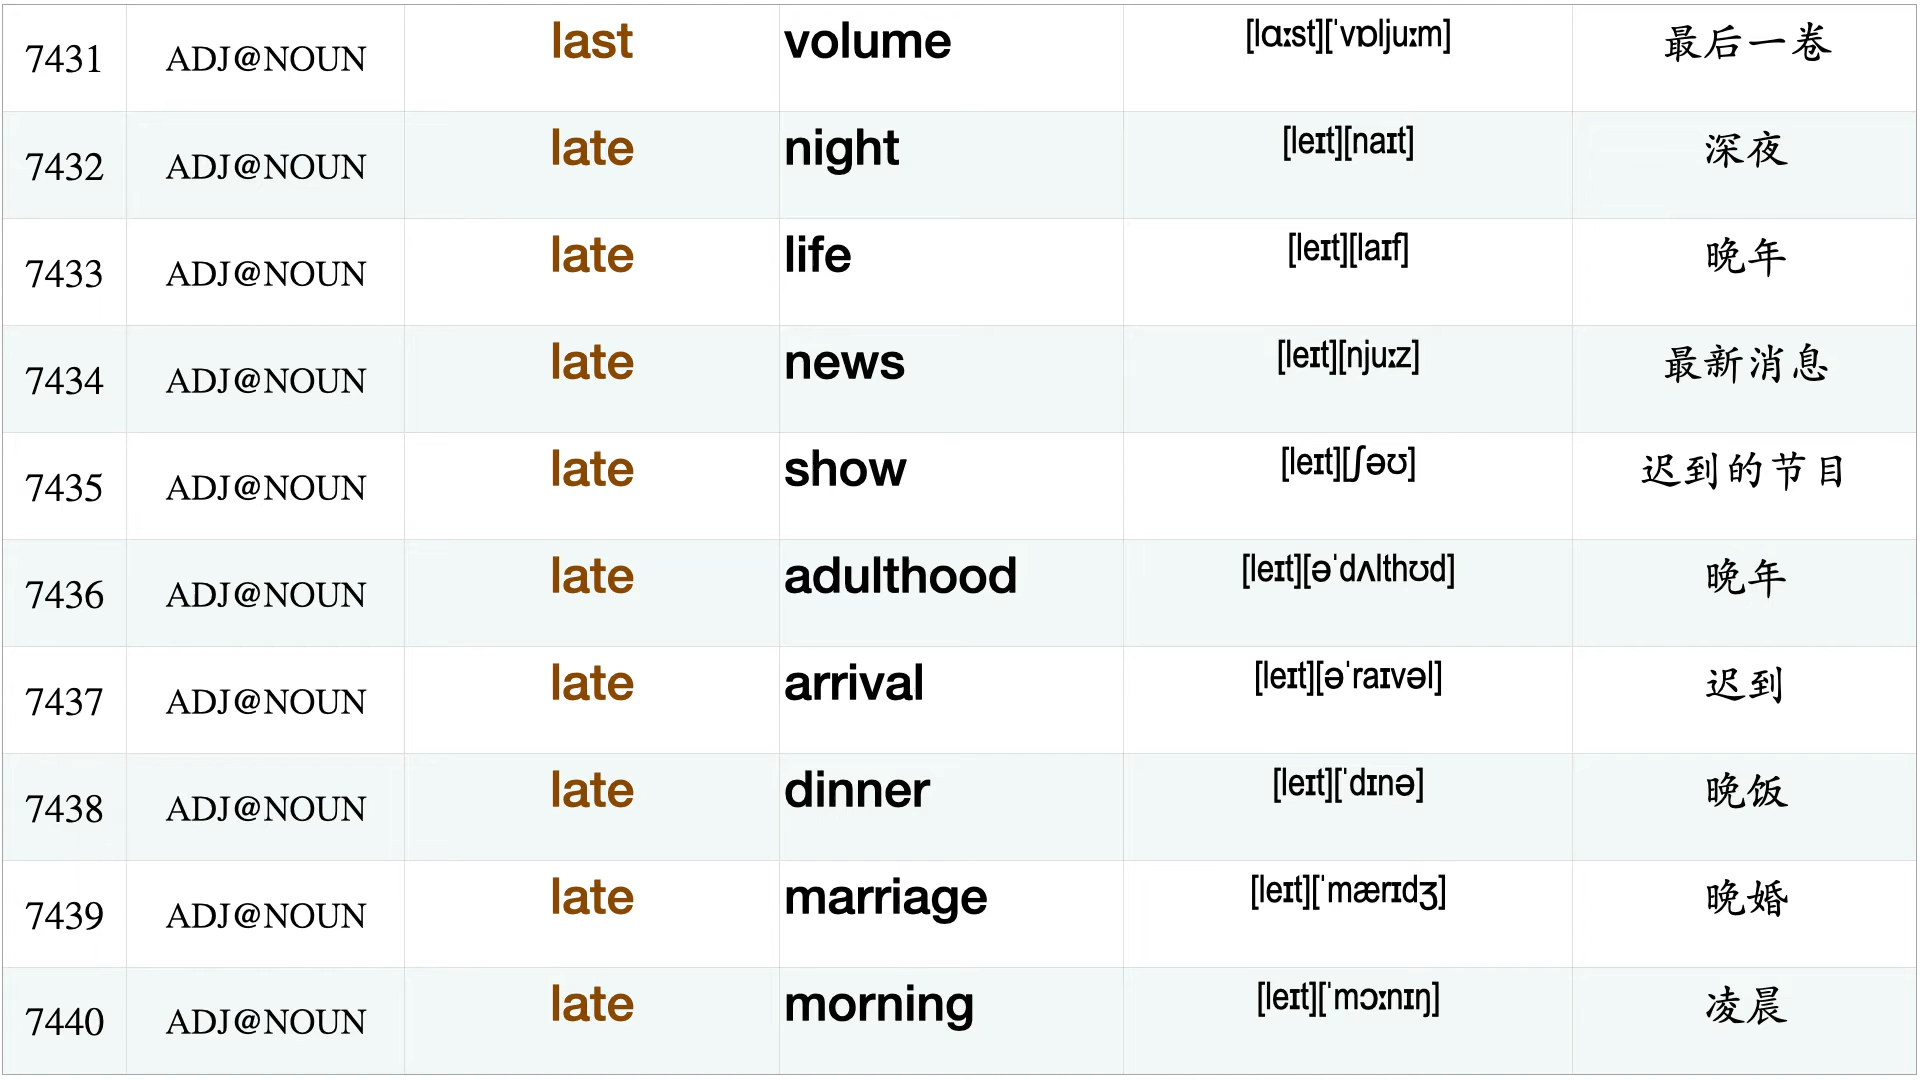 7431 ADJ@NOUN last volume [lɑːst][ˈvɒljuːm] 最后一卷
7432 ADJ@NOUN late night [leɪt][naɪt] 深夜
7433 ADJ@NOUN late life [leɪt][laɪf] 晚年
7434 ADJ@NOUN late news [leɪt][njuːz] 最新消息
7435 ADJ@NOUN late show [leɪt][ʃəʊ] 迟到的节目
7436 ADJ@NOUN late adulthood [leɪt][əˈdʌlthʊd] 晚年
7437 ADJ@NOUN late arrival [leɪt][əˈraɪvəl] 迟到
7438 ADJ@NOUN late dinner [leɪt][ˈdɪnə] 晚饭
7439 ADJ@NOUN late marriage [leɪt][ˈmærɪdʒ] 晚婚
7440 ADJ@NOUN late morning [leɪt][ˈmɔːnɪŋ] 凌晨